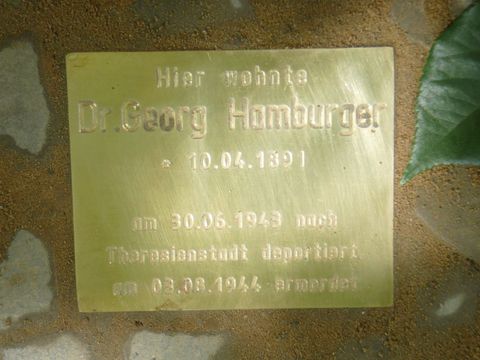 Hier wohnte
Dr. Georg Hamburger
* 10.04.1891
am 30.06.1943 nach
Theresienstadt deportiert,
am 03.08.1944 ermordet